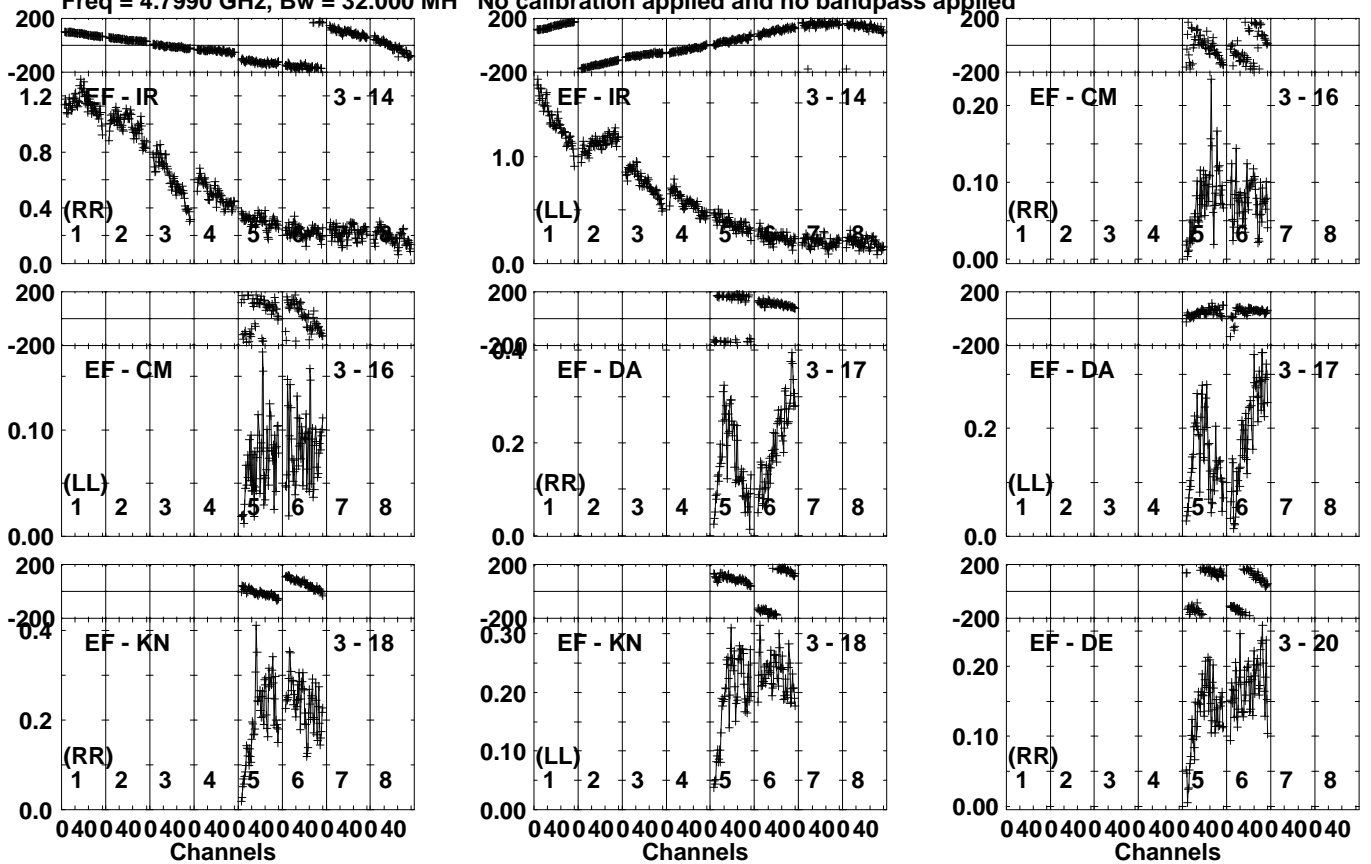 Freq = 4.7990 GHz, Bw = 32.000 MH No calibration applied and no bandpass applied
200 200 200
-200 -200 -200
EF - IR 3 - 14 EF - IR 3 - 14 EF - CM 3 - 16
1.2 0.20
0.8 1.0 0.10
0.4
(RR) (LL) (RR)
1 2 3 4 5 6 7 8 1 2 3 4 5 6 7 8 1 2 3 4 5 6 7 8
0.0 0.0 0.00
200 200 200
-200 -200 -200
0.4
EF - CM 3 - 16 EF - DA 3 - 17 EF - DA 3 - 17
0.10 0.2 0.2
(LL) (RR) (LL)
1 2 3 4 5 6 7 8 1 2 3 4 5 6 7 8 1 2 3 4 5 6 7 8
0.00 0.0 0.0
200 200 200
-200 -200 -200
0.4 0.30
EF - KN 3 - 18 EF - KN 3 - 18 EF - DE 3 - 20
0.2 0.20 0.20
0.10 0.10
(RR) (LL) (RR)
1 2 3 4 5 6 7 8 1 2 3 4 5 6 7 8 1 2 3 4 5 6 7 8
0.0 0.00 0.00
0 40 0 40 0 40 0 40 0 40 0 40 0 40 0 40 0 40 0 40 0 40 0 40 0 40 0 40 0 40 0 40 0 40 0 40 0 40 0 40 0 40 0 40 0 40 0 40
Channels Channels Channels